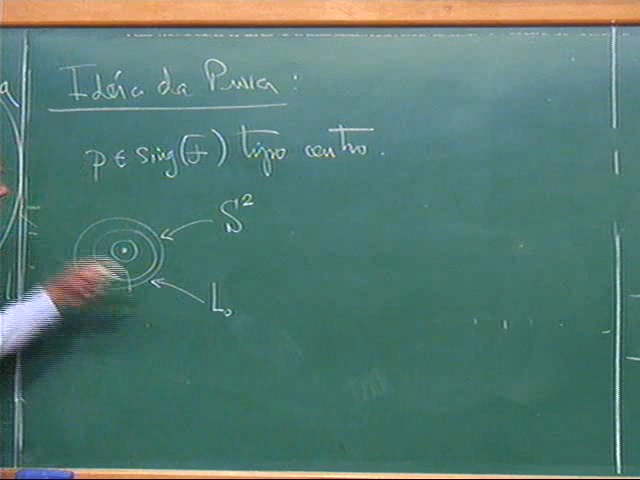 Idéia da Prova:
p ∈ sing(F) tipo centro.
S²
L₀